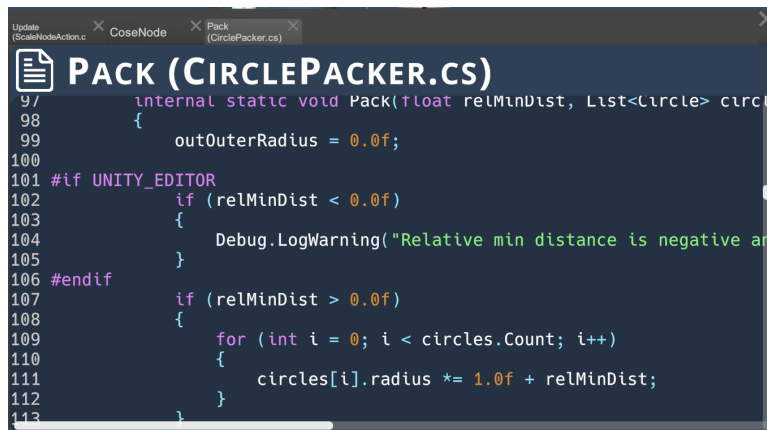 Update
(ScaleNodeAction.c
CoseNode
Pack
(CirclePacker.cs)
PACK (CIRCLEPACKER.CS)
97 internal static void Pack(float relMinDist, List<Circle> circl
98 {
99 outOuterRadius = 0.0f;
100
101 #if UNITY_EDITOR
102 if (relMinDist < 0.0f)
103 {
104 Debug.LogWarning("Relative min distance is negative an
105 }
106 #endif
107 if (relMinDist > 0.0f)
108 {
109 for (int i = 0; i < circles.Count; i++)
110 {
111 circles[i].radius *= 1.0f + relMinDist;
112 }
113 }